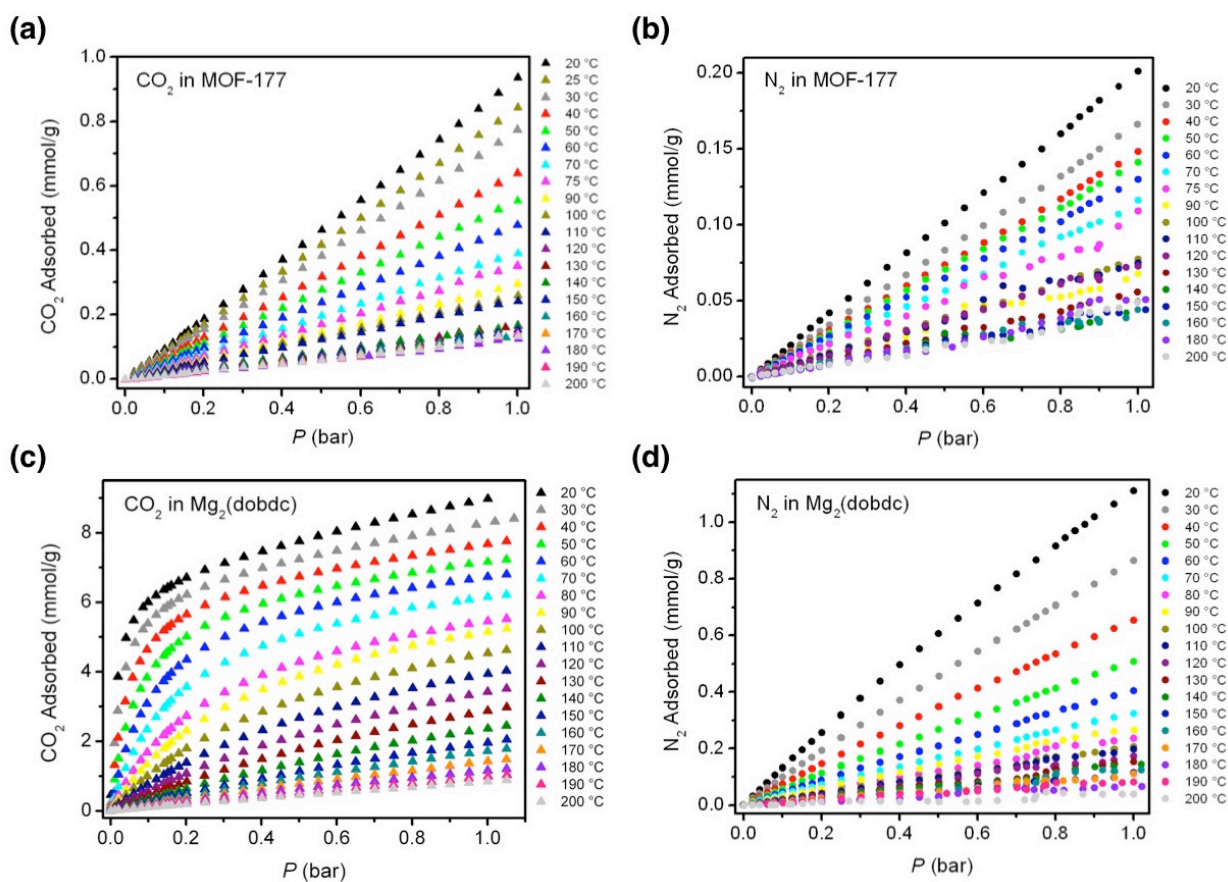 (a)
CO₂ in MOF-177
CO₂ Adsorbed (mmol/g)
1.0
0.8
0.6
0.4
0.2
0.0
0.0 0.2 0.4 0.6 0.8 1.0
P (bar)
20 °C
25 °C
30 °C
40 °C
50 °C
60 °C
70 °C
75 °C
90 °C
100 °C
110 °C
120 °C
130 °C
140 °C
150 °C
160 °C
170 °C
180 °C
190 °C
200 °C
(b)
N₂ in MOF-177
N₂ Adsorbed (mmol/g)
0.20
0.15
0.10
0.05
0.00
0.0 0.2 0.4 0.6 0.8 1.0
P (bar)
20 °C
30 °C
40 °C
50 °C
60 °C
70 °C
75 °C
90 °C
100 °C
110 °C
120 °C
130 °C
140 °C
150 °C
160 °C
180 °C
200 °C
(c)
CO₂ in Mg₂(dobdc)
CO₂ Adsorbed (mmol/g)
8
6
4
2
0
0.0 0.2 0.4 0.6 0.8 1.0
P (bar)
20 °C
30 °C
40 °C
50 °C
60 °C
70 °C
80 °C
90 °C
100 °C
110 °C
120 °C
130 °C
140 °C
150 °C
160 °C
170 °C
180 °C
190 °C
200 °C
(d)
N₂ in Mg₂(dobdc)
N₂ Adsorbed (mmol/g)
1.0
0.8
0.6
0.4
0.2
0.0
0.0 0.2 0.4 0.6 0.8 1.0
P (bar)
20 °C
30 °C
40 °C
50 °C
60 °C
70 °C
80 °C
90 °C
100 °C
110 °C
120 °C
130 °C
140 °C
150 °C
160 °C
170 °C
180 °C
190 °C
200 °C